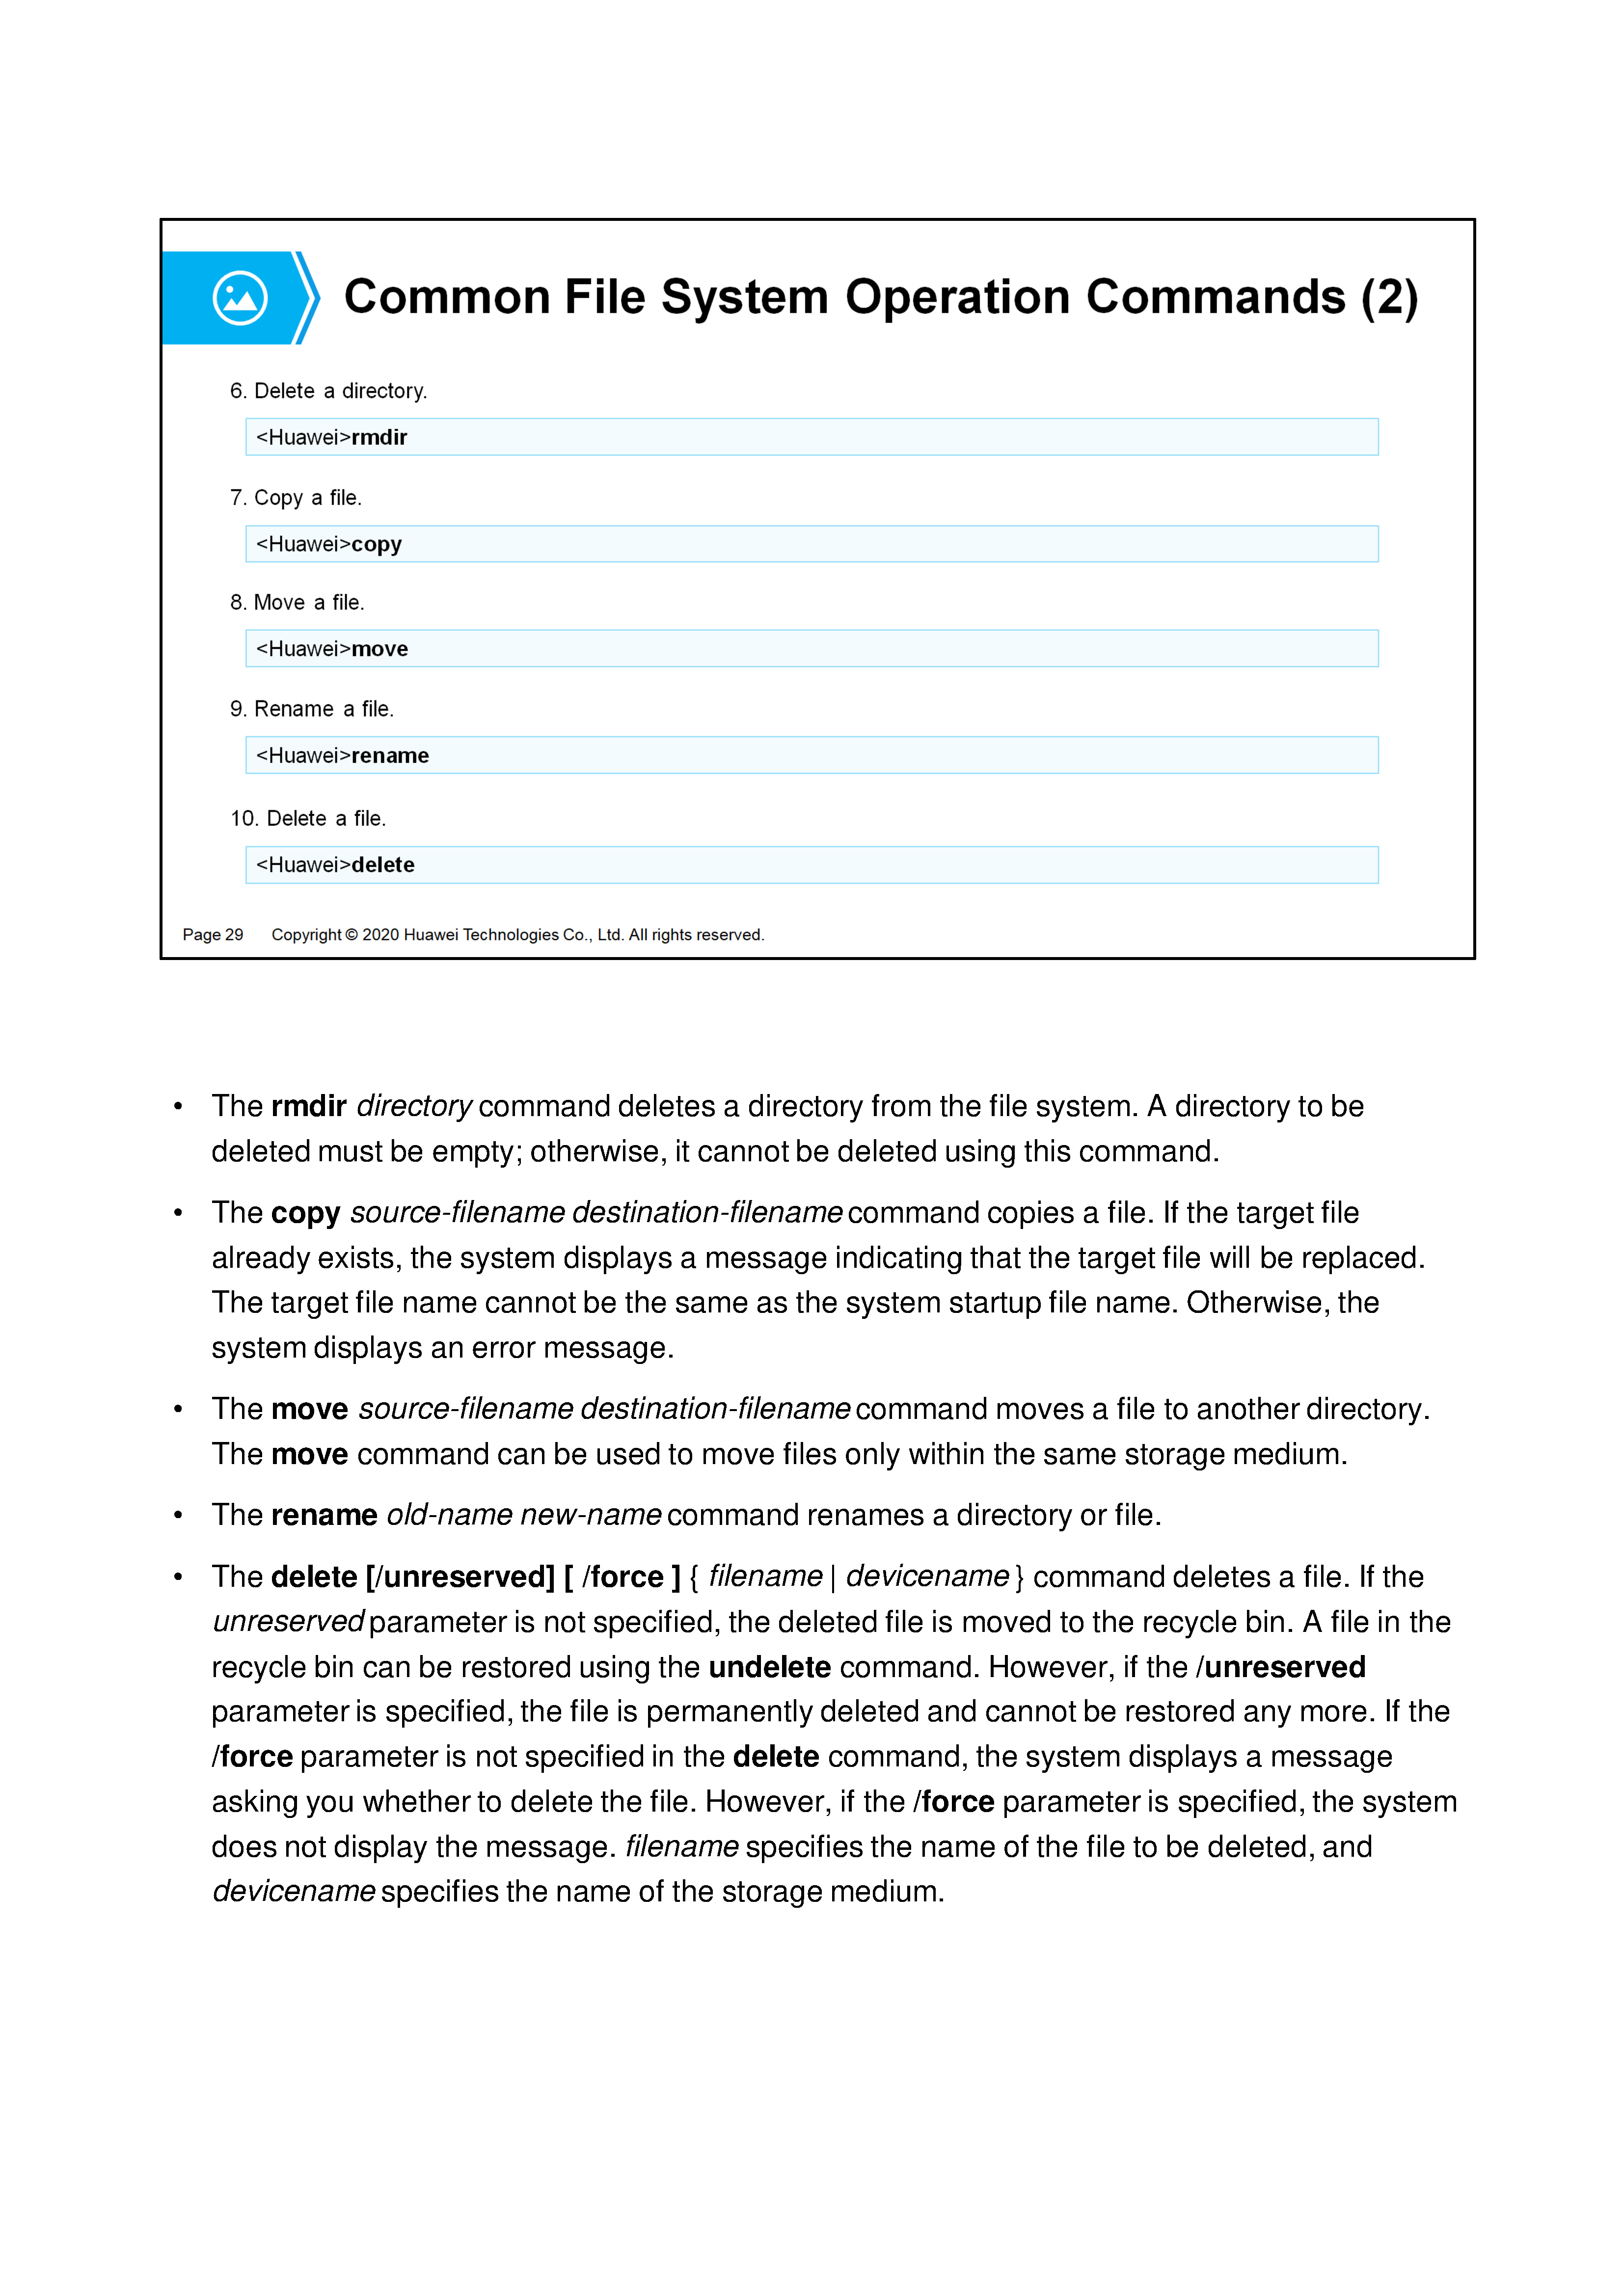 Common File System Operation Commands (2)
6. Delete a directory.
<Huawei>rmdir
7. Copy a file.
<Huawei>copy
8. Move a file.
<Huawei>move
9. Rename a file.
<Huawei>rename
10. Delete a file.
<Huawei>delete
Page 29 Copyright © 2020 Huawei Technologies Co., Ltd. All rights reserved.
• The rmdir directory command deletes a directory from the file system. A directory to be
deleted must be empty; otherwise, it cannot be deleted using this command.
• The copy source-filename destination-filename command copies a file. If the target file
already exists, the system displays a message indicating that the target file will be replaced.
The target file name cannot be the same as the system startup file name. Otherwise, the
system displays an error message.
• The move source-filename destination-filename command moves a file to another directory.
The move command can be used to move files only within the same storage medium.
• The rename old-name new-name command renames a directory or file.
• The delete [/unreserved] [ /force ] { filename | devicename } command deletes a file. If the
unreserved parameter is not specified, the deleted file is moved to the recycle bin. A file in the
recycle bin can be restored using the undelete command. However, if the /unreserved
parameter is specified, the file is permanently deleted and cannot be restored any more. If the
/force parameter is not specified in the delete command, the system displays a message
asking you whether to delete the file. However, if the /force parameter is specified, the system
does not display the message. filename specifies the name of the file to be deleted, and
devicename specifies the name of the storage medium.